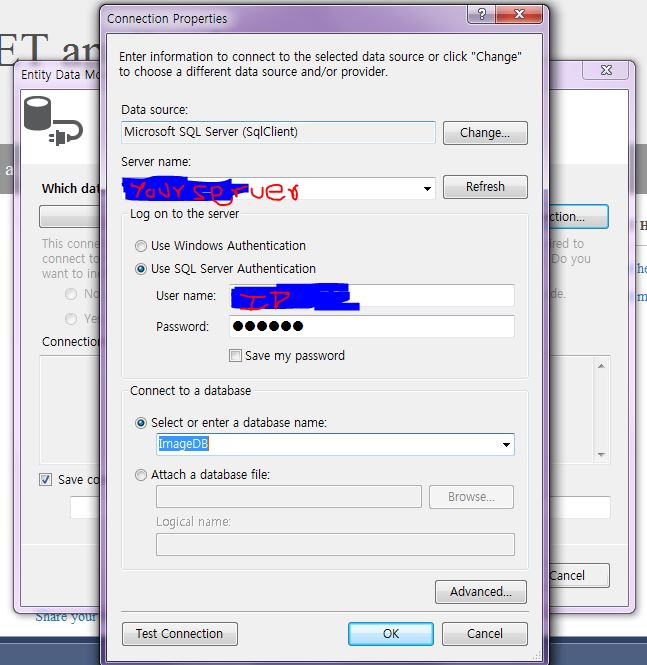 Connection Properties
Enter information to connect to the selected data source or click "Change"
to choose a different data source and/or provider.
Data source:
Microsoft SQL Server (SqlClient)
Change...
Server name:
Your server
Refresh
Log on to the server
Use Windows Authentication
Use SQL Server Authentication
User name:
ID
Password:
●●●●●●
Save my password
Connect to a database
Select or enter a database name:
ImageDB
Attach a database file:
Browse...
Logical name:
Advanced...
Test Connection
OK
Cancel
ET a
Entity Data Mo
Which dat
ction...
This conne
connect to
want to in
red to
Do you
No
de.
Yes
Connection
Save co
Cancel
Share your